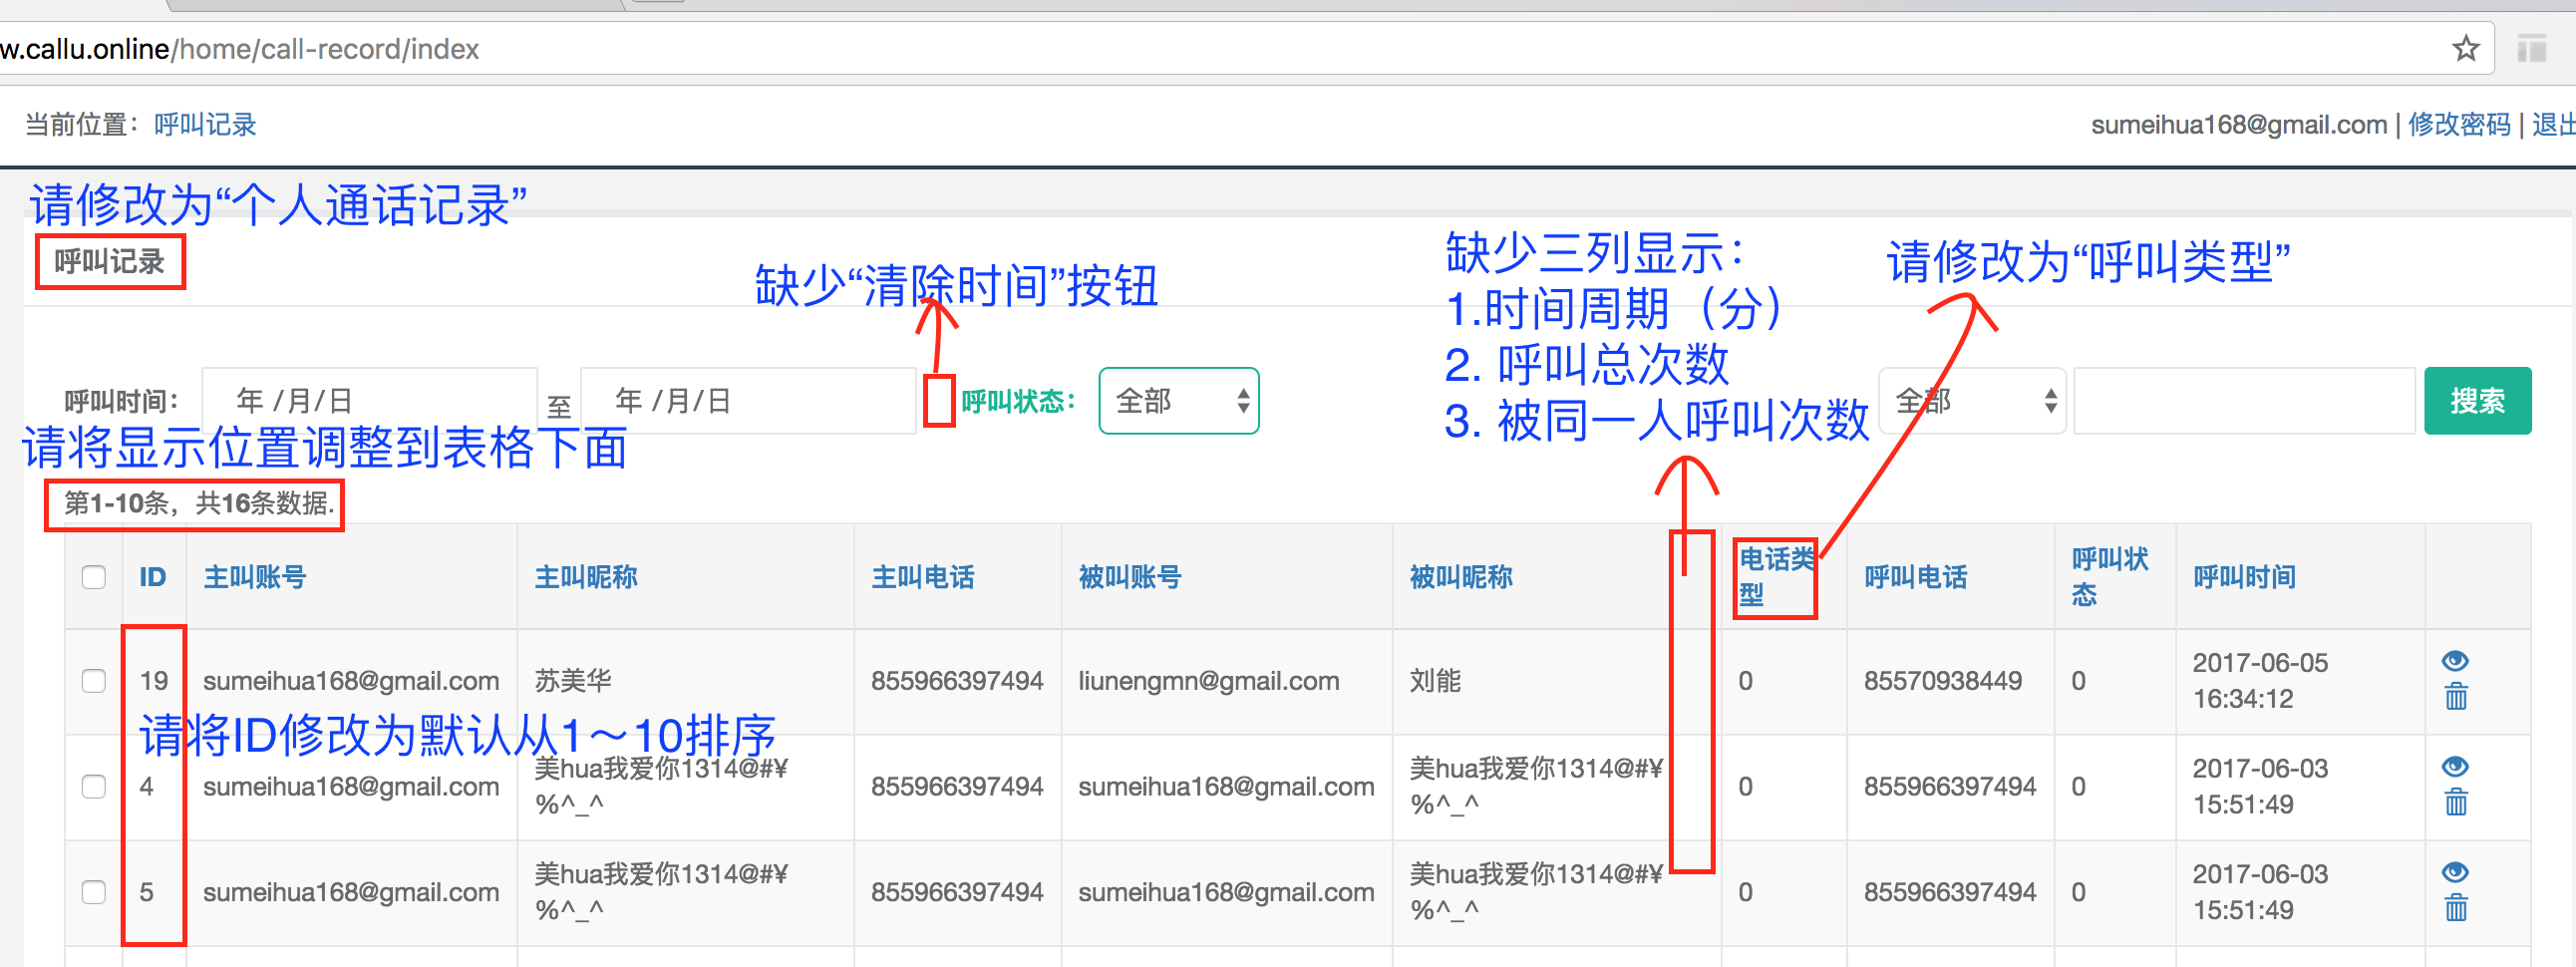 w.callu.online/home/call-record/index
当前位置：呼叫记录
sumeihua168@gmail.com | 修改密码 | 退出
请修改为“个人通话记录”
呼叫记录
缺少“清除时间”按钮
缺少三列显示：
1.时间周期（分）
2. 呼叫总次数
3. 被同一人呼叫次数
请修改为“呼叫类型”
呼叫时间： 年 /月/日 至 年 /月/日 呼叫状态： 全部 全部 搜索
请将显示位置调整到表格下面
第1-10条，共16条数据.
ID 主叫账号 主叫昵称 主叫电话 被叫账号 被叫昵称 电话类型 呼叫电话 呼叫状态 呼叫时间
19 sumeihua168@gmail.com 苏美华 855966397494 liunengmn@gmail.com 刘能 0 85570938449 0 2017-06-05 16:34:12
请将ID修改为默认从1～10排序
4 sumeihua168@gmail.com 美hua我爱你1314@#¥%^_^ 855966397494 sumeihua168@gmail.com 美hua我爱你1314@#¥%^_^ 0 855966397494 0 2017-06-03 15:51:49
5 sumeihua168@gmail.com 美hua我爱你1314@#¥%^_^ 855966397494 sumeihua168@gmail.com 美hua我爱你1314@#¥%^_^ 0 855966397494 0 2017-06-03 15:51:49